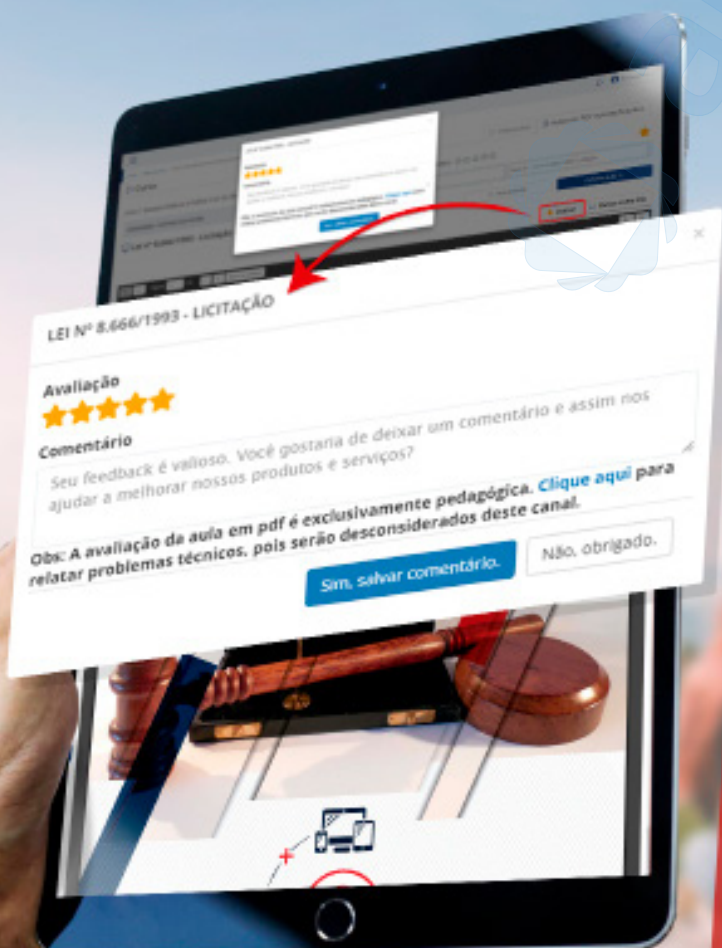 LEI Nº 8.666/1993 - LICITAÇÃO
Avaliação
Comentário
Seu feedback é valioso. Você gostaria de deixar um comentário e assim nos
ajudar a melhorar nossos produtos e serviços?
Obs: A avaliação da aula em pdf é exclusivamente pedagógica. Clique aqui para
relatar problemas técnicos, pois serão desconsiderados deste canal.
Sim, salvar comentário.
Não, obrigado.